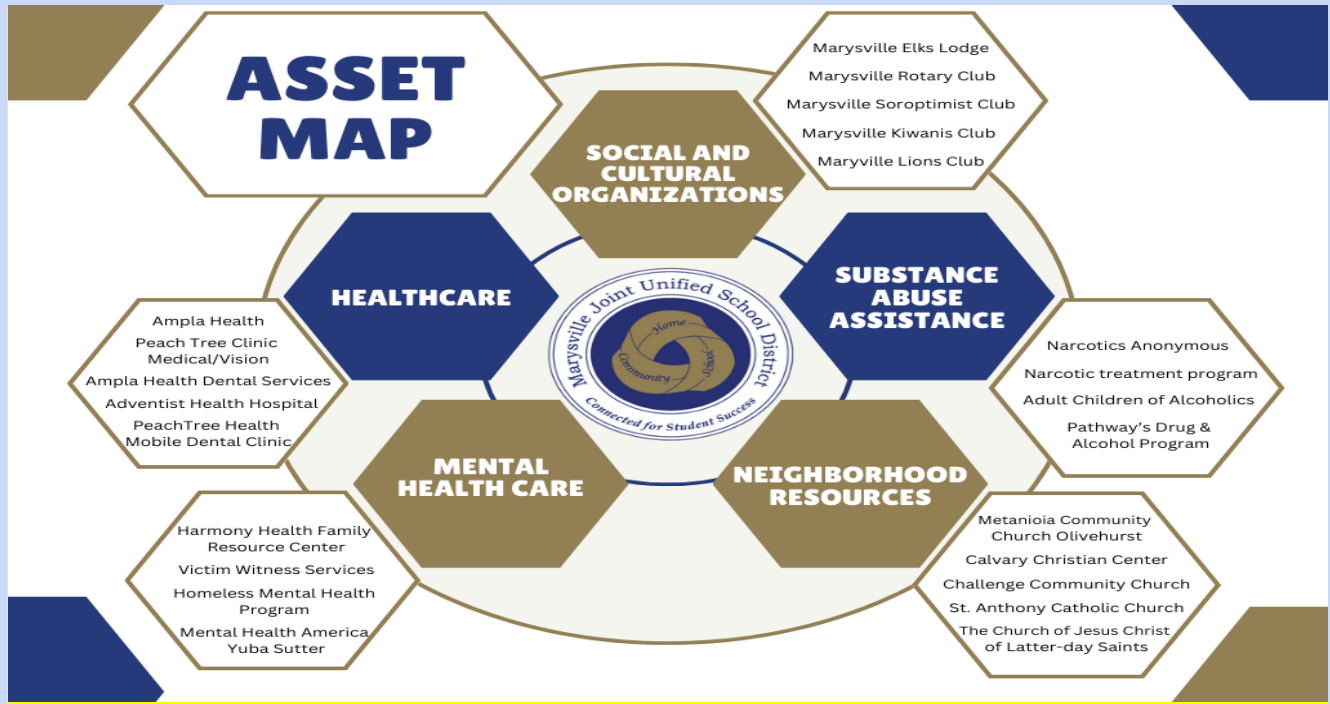 ASSET
MAP
SOCIAL AND
CULTURAL
ORGANIZATIONS
Marysville Elks Lodge
Marysville Rotary Club
Marysville Soroptimist Club
Marysville Kiwanis Club
Maryville Lions Club
HEALTHCARE
Ampla Health
Peach Tree Clinic
Medical/Vision
Ampla Health Dental Services
Adventist Health Hospital
PeachTree Health
Mobile Dental Clinic
SUBSTANCE
ABUSE
ASSISTANCE
Narcotics Anonymous
Narcotic treatment program
Adult Children of Alcoholics
Pathway's Drug &
Alcohol Program
Marysville Joint Unified School District
Home
School
Community
Connected for Student Success
MENTAL
HEALTH CARE
Harmony Health Family
Resource Center
Victim Witness Services
Homeless Mental Health
Program
Mental Health America
Yuba Sutter
NEIGHBORHOOD
RESOURCES
Metanioia Community
Church Olivehurst
Calvary Christian Center
Challenge Community Church
St. Anthony Catholic Church
The Church of Jesus Christ
of Latter-day Saints